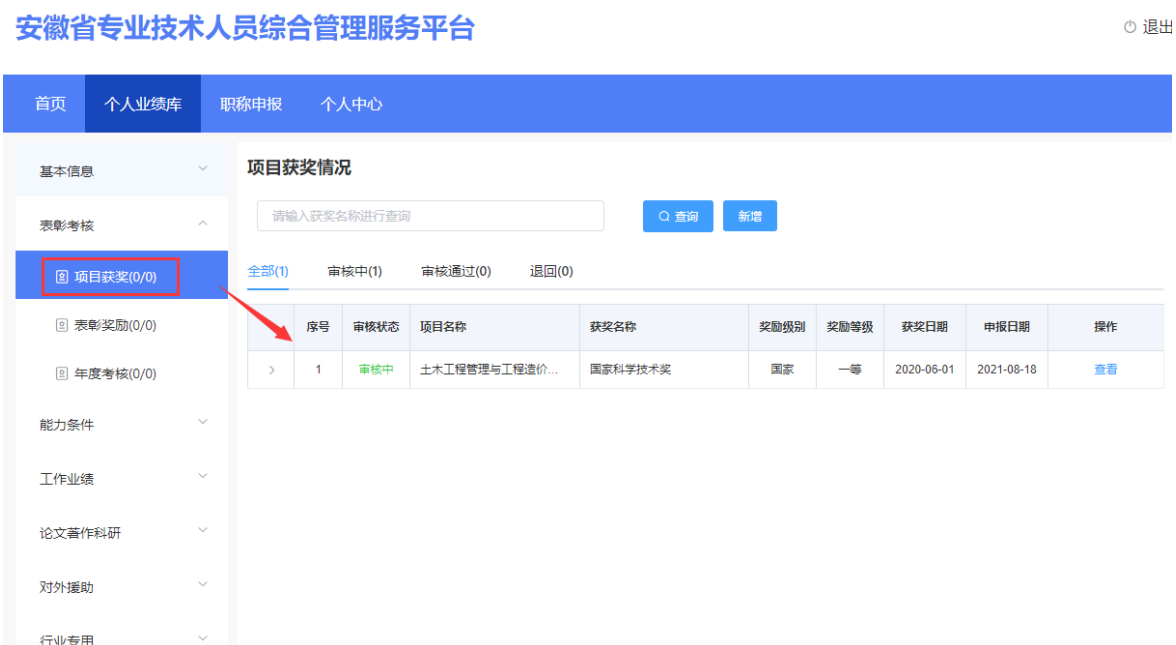 安徽省专业技术人员综合管理服务平台
退出
首页 个人业绩库 职称申报 个人中心
基本信息
表彰考核
项目获奖(0/0)
表彰奖励(0/0)
年度考核(0/0)
能力条件
工作业绩
论文著作科研
对外援助
行业专用
项目获奖情况
请输入获奖名称进行查询 查询 新增
全部(1) 审核中(1) 审核通过(0) 退回(0)
序号 审核状态 项目名称 获奖名称 奖励级别 奖励等级 获奖日期 申报日期 操作
1 审核中 土木工程管理与工程造价... 国家科学技术奖 国家 一等 2020-06-01 2021-08-18 查看